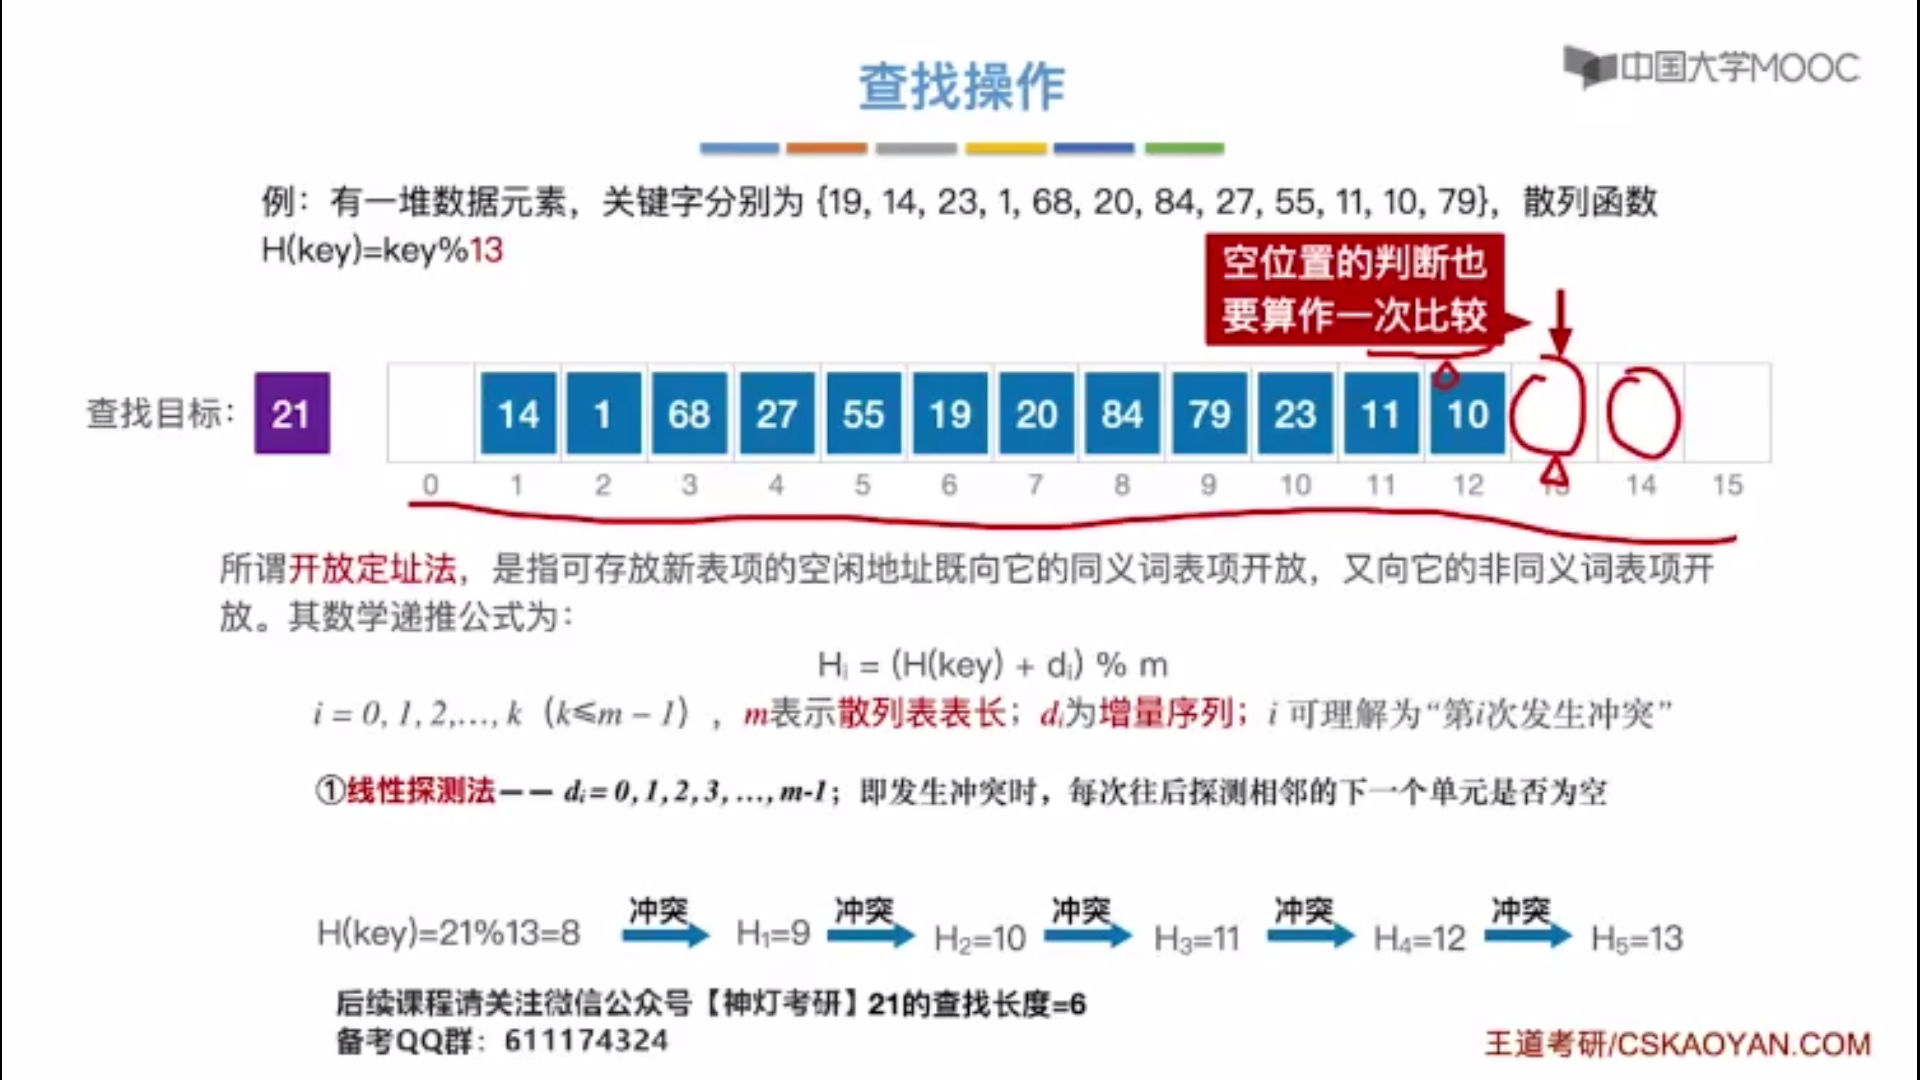 查找操作
中国大学MOOC
例：有一堆数据元素，关键字分别为 {19, 14, 23, 1, 68, 20, 84, 27, 55, 11, 10, 79}，散列函数
H(key)=key%13
空位置的判断也
要算作一次比较
查找目标： 21 14 1 68 27 55 19 20 84 79 23 11 10
0 1 2 3 4 5 6 7 8 9 10 11 12 13 14 15
所谓开放定址法，是指可存放新表项的空闲地址既向它的同义词表项开放，又向它的非同义词表项开
放。其数学递推公式为：
Hᵢ = (H(key) + dᵢ) % m
i = 0, 1, 2,…, k（k≤m – 1），m表示散列表表长；dᵢ为增量序列；i 可理解为“第i次发生冲突”
①线性探测法—— dᵢ = 0, 1, 2, 3, …, m-1；即发生冲突时，每次往后探测相邻的下一个单元是否为空
冲突 冲突 冲突 冲突 冲突
H(key)=21%13=8 H₁=9 H₂=10 H₃=11 H₄=12 H₅=13
后续课程请关注微信公众号【神灯考研】21的查找长度=6
备考QQ群：611174324
王道考研/CSKAOYAN.COM